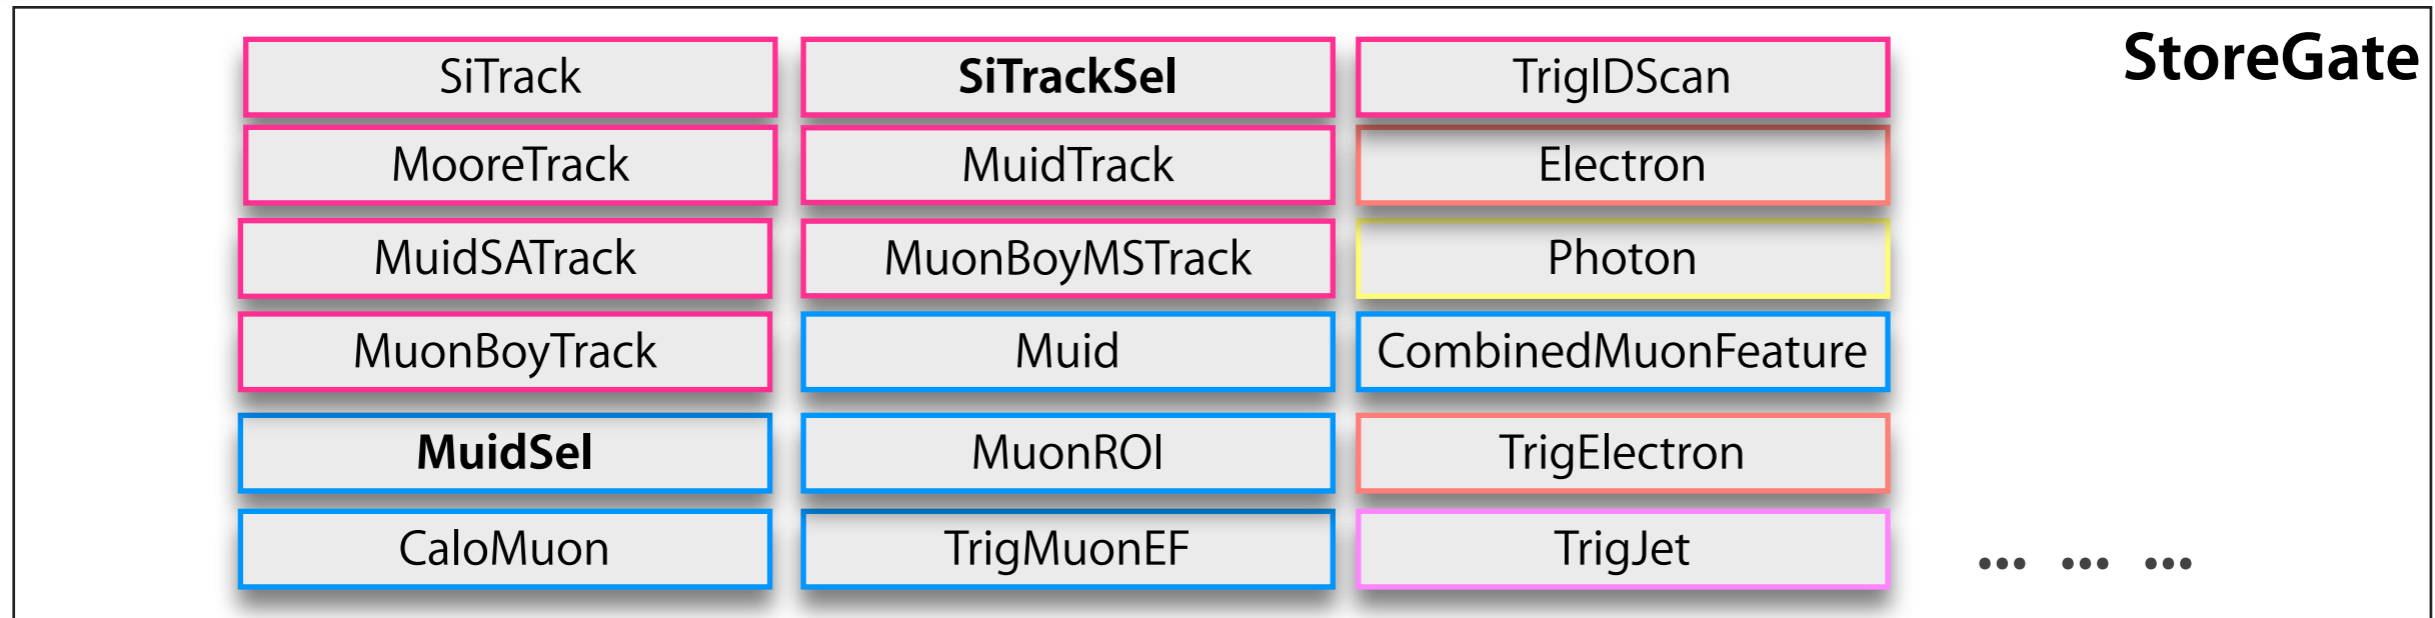 StoreGate
SiTrack
SiTrackSel
TrigIDScan
MooreTrack
MuidTrack
Electron
MuidSATrack
MuonBoyMSTrack
Photon
MuonBoyTrack
Muid
CombinedMuonFeature
MuidSel
MuonROI
TrigElectron
CaloMuon
TrigMuonEF
TrigJet
... ... ...